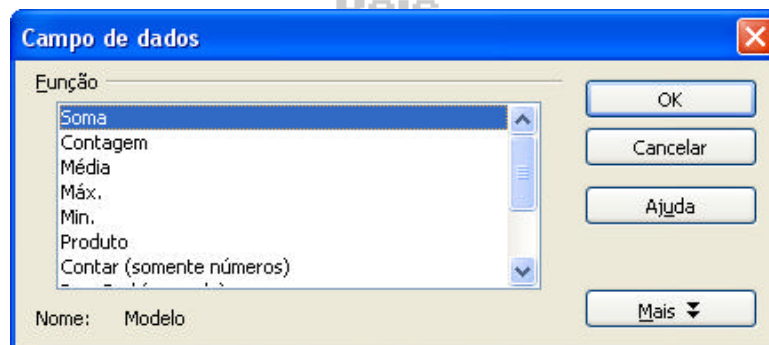 Campo de dados
Função
Soma
Contagem
Média
Máx.
Min.
Produto
Contar (somente números)
Nome: Modelo
OK
Cancelar
Ajuda
Mais